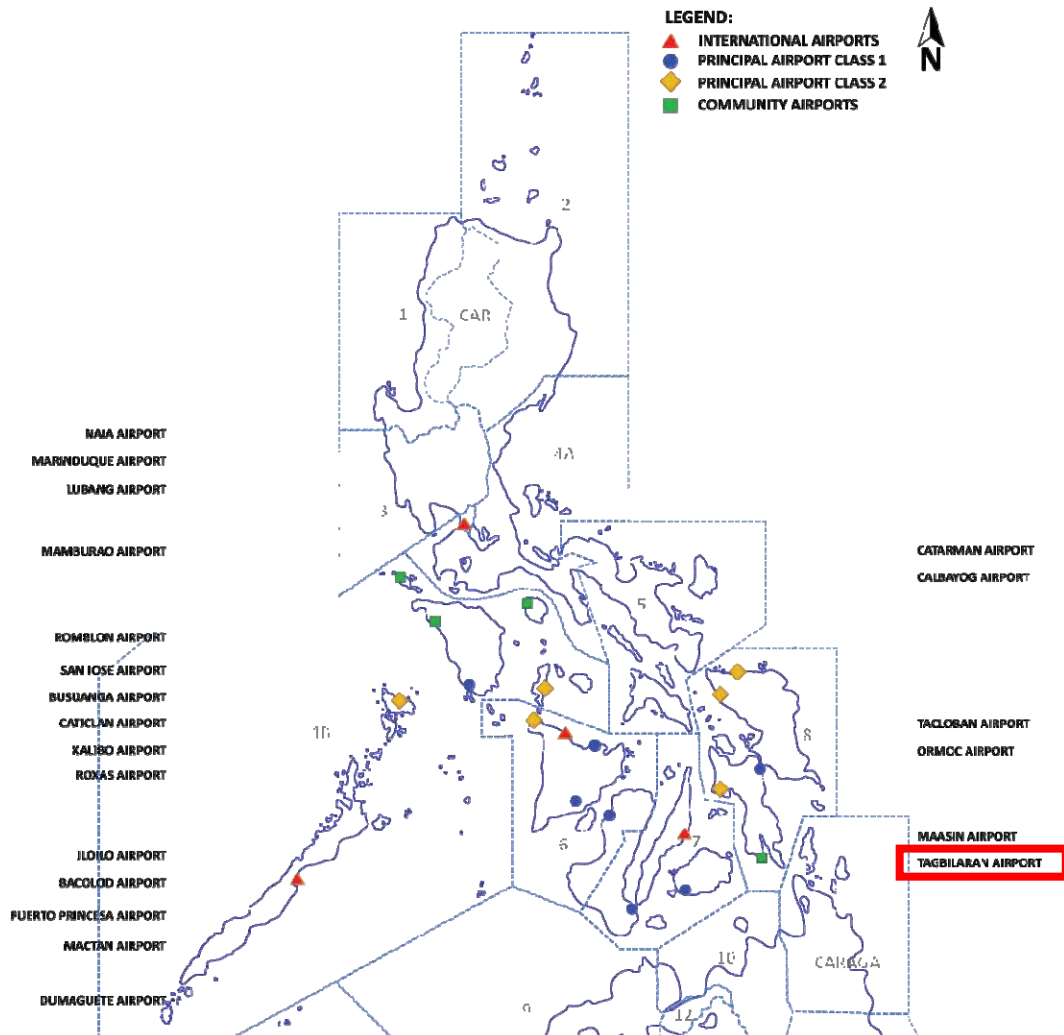 LEGEND:
INTERNATIONAL AIRPORTS
PRINCIPAL AIRPORT CLASS 1
PRINCIPAL AIRPORT CLASS 2
COMMUNITY AIRPORTS
N
2
1
CAR
NAIA AIRPORT
MARINDUQUE AIRPORT
4A
LUBANG AIRPORT
3
MAMBURAO AIRPORT
CATARMAN AIRPORT
CALBAYOG AIRPORT
5
ROMBLON AIRPORT
SAN JOSE AIRPORT
BUSUANGA AIRPORT
CATICLAN AIRPORT
TACLOBAN AIRPORT
8
KALIBO AIRPORT
ORMOC AIRPORT
ROXAS AIRPORT
MAASIN AIRPORT
6
7
ILOILO AIRPORT
TAGBILARAN AIRPORT
BACOLOD AIRPORT
PUERTO PRINCESA AIRPORT
MACTAN AIRPORT
10
CARAGA
DUMAGUETE AIRPORT
9
12